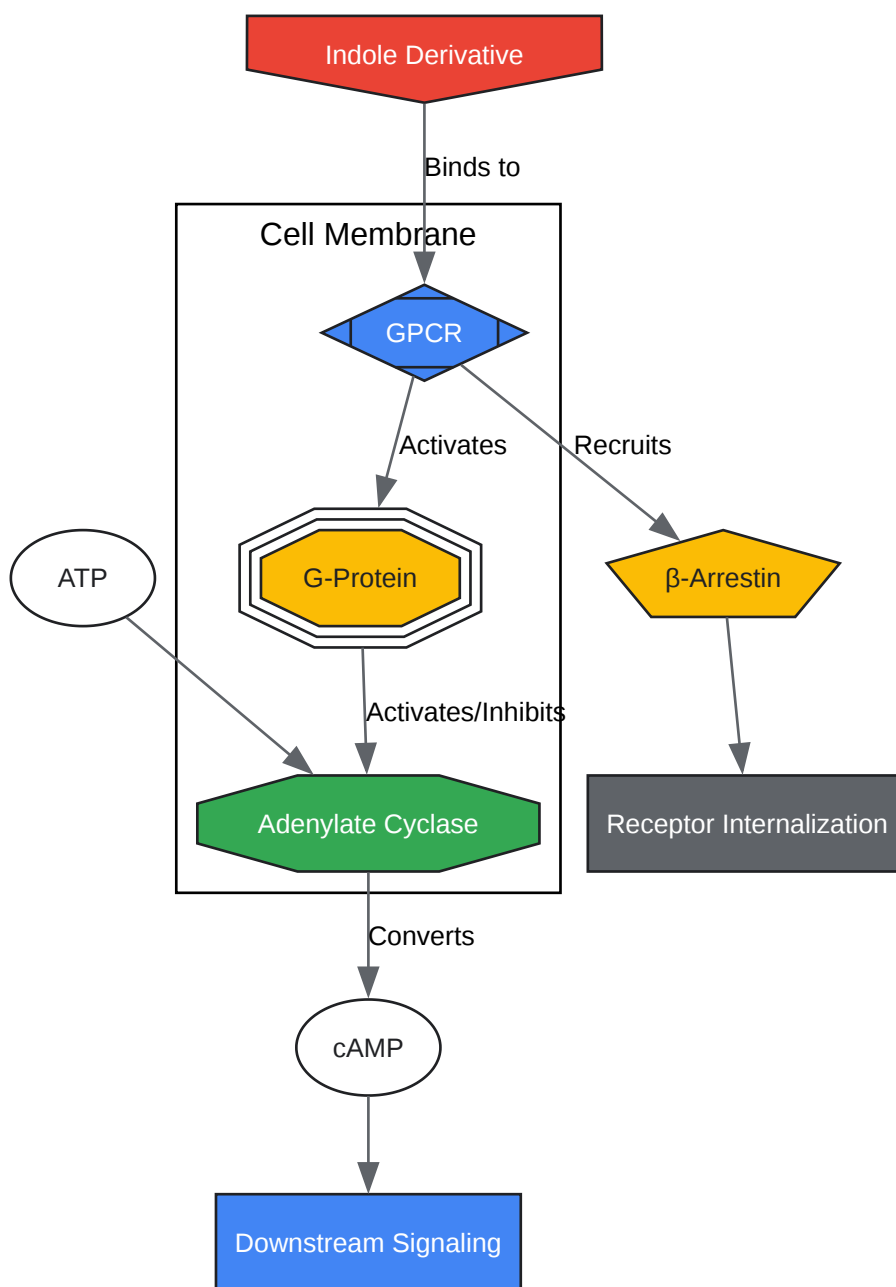 Indole Derivative
Binds to
Cell Membrane
GPCR
Activates
Recruits
ATP
G-Protein
β-Arrestin
Activates/Inhibits
Adenylate Cyclase
Receptor Internalization
Converts
cAMP
Downstream Signaling